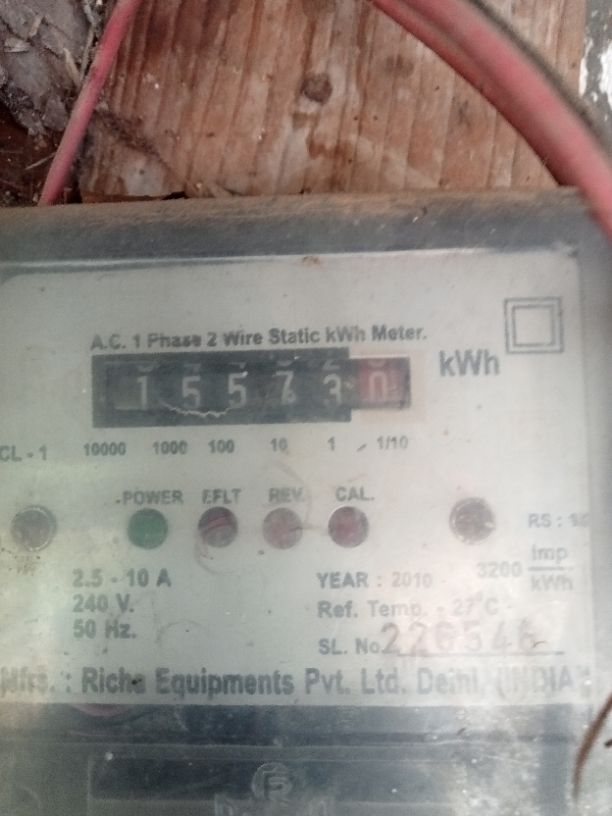 A.C. 1 Phase 2 Wire Static kWh Meter.
1 5 5 7 3 0 kWh
CL - 1 10000 1000 100 10 1 1/10
POWER EFLT REV. CAL.
RS : 
2.5 - 10 A
240 V.
50 Hz.
YEAR : 2010
3200 Imp
kWh
Ref. Temp. - 27°C
SL. No 226546
Mfrs. : Riche Equipments Pvt. Ltd. Delhi. (INDIA